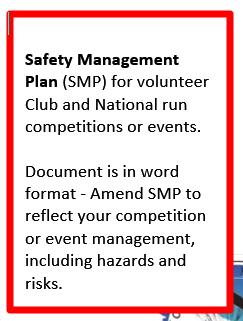 Safety Management
Plan (SMP) for volunteer
Club and National run
competitions or events.
Document is in word
format - Amend SMP to
reflect your competition
or event management,
including hazards and
risks.